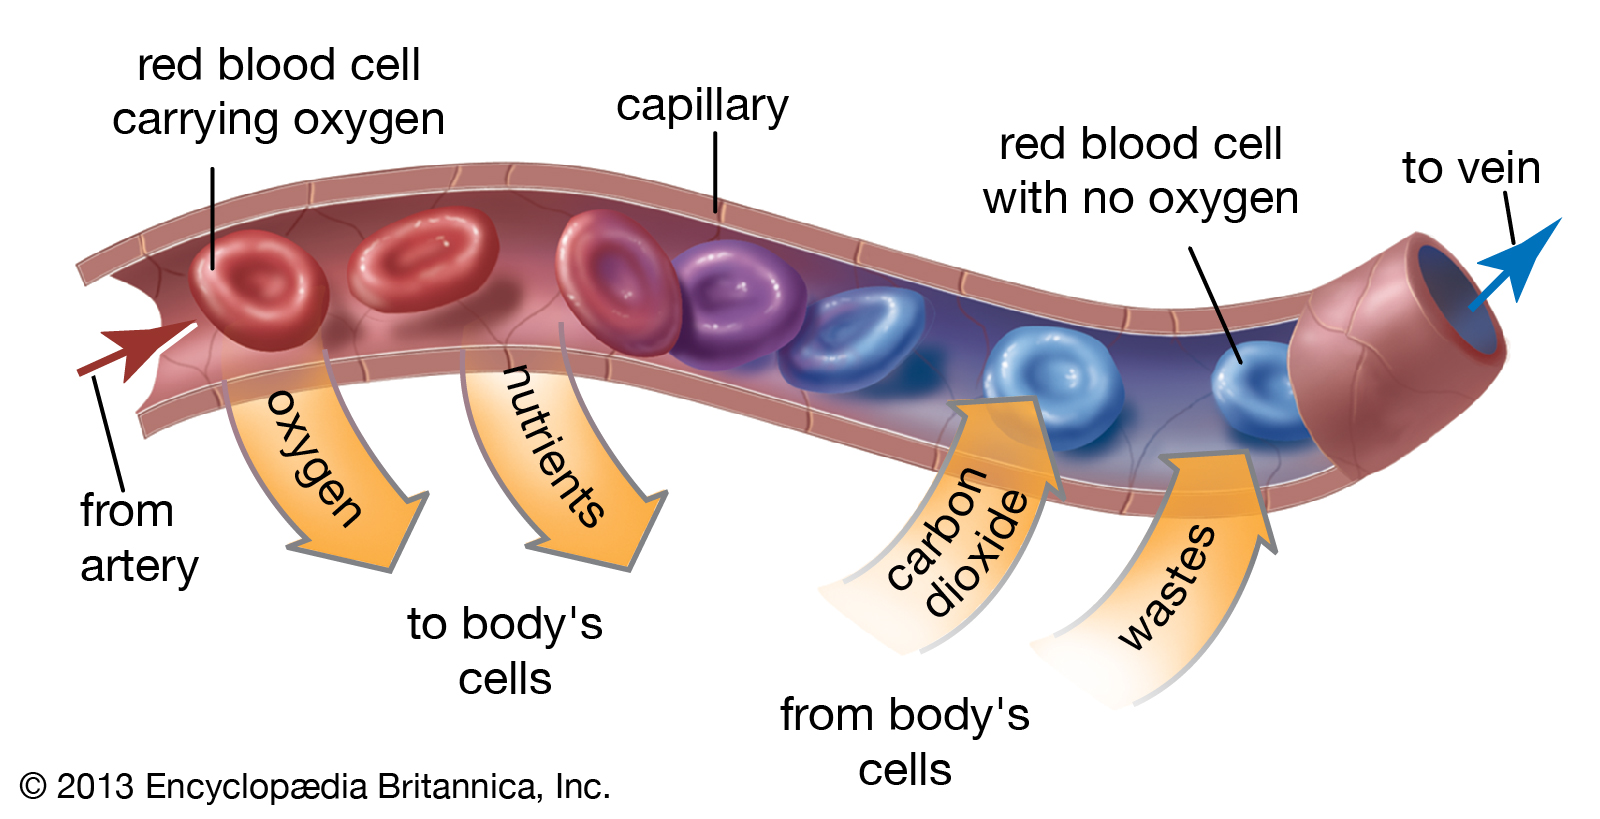 red blood cell
carrying oxygen
capillary
red blood cell
with no oxygen
to vein
from
artery
oxygen
nutrients
to body's
cells
carbon
dioxide
wastes
from body's
cells
© 2013 Encyclopædia Britannica, Inc.